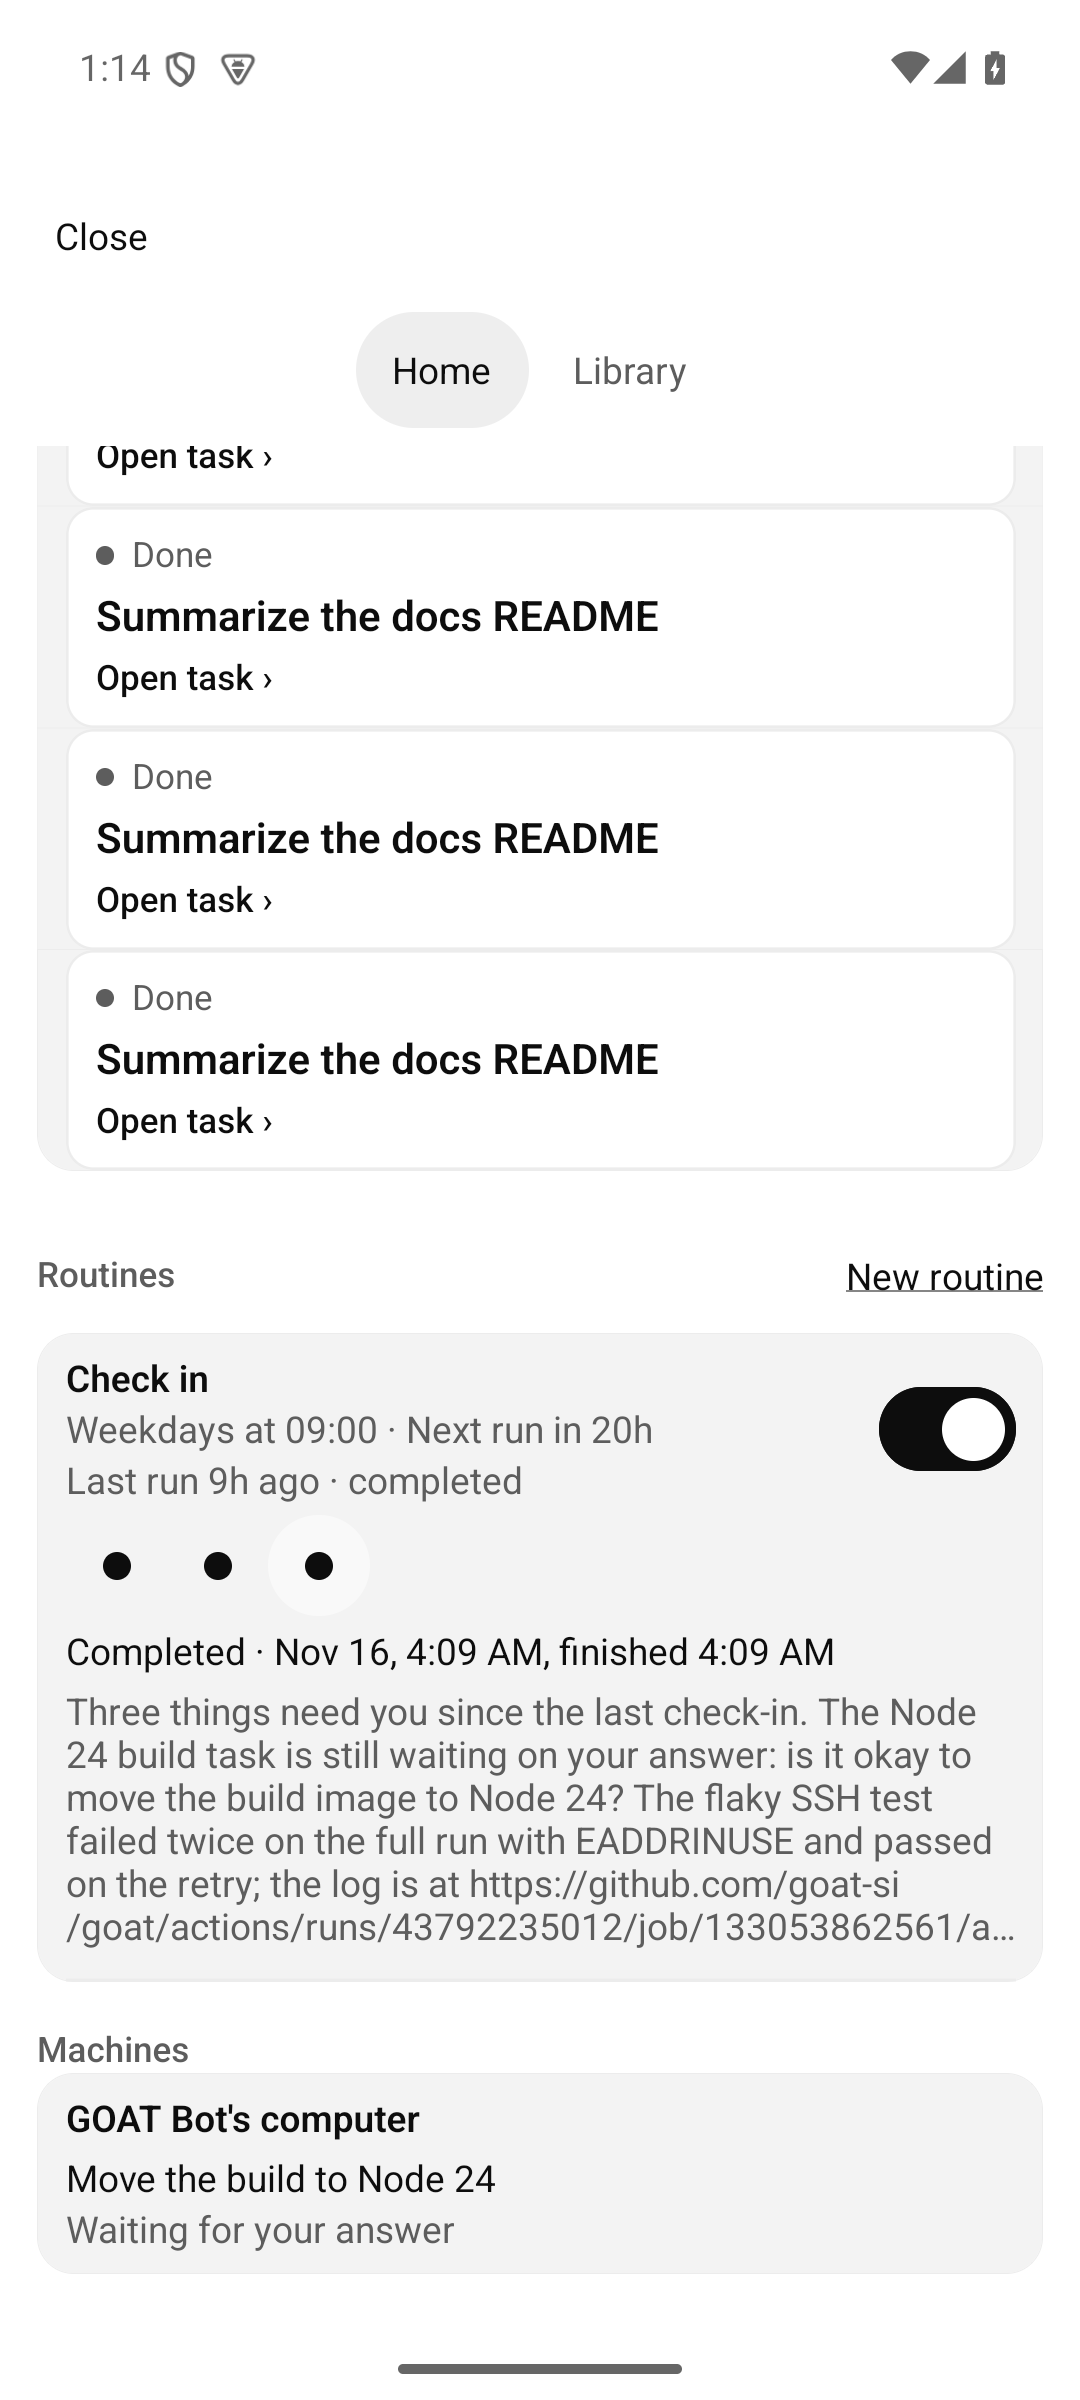 1:14
Close
Home
Library
Open task ›
Done
Summarize the docs README
Open task ›
Done
Summarize the docs README
Open task ›
Done
Summarize the docs README
Open task ›
Routines
New routine
Check in
Weekdays at 09:00 · Next run in 20h
Last run 9h ago · completed
Completed · Nov 16, 4:09 AM, finished 4:09 AM
Three things need you since the last check-in. The Node
24 build task is still waiting on your answer: is it okay to
move the build image to Node 24? The flaky SSH test
failed twice on the full run with EADDRINUSE and passed
on the retry; the log is at https://github.com/goat-si
/goat/actions/runs/43792235012/job/133053862561/a…
Machines
GOAT Bot's computer
Move the build to Node 24
Waiting for your answer